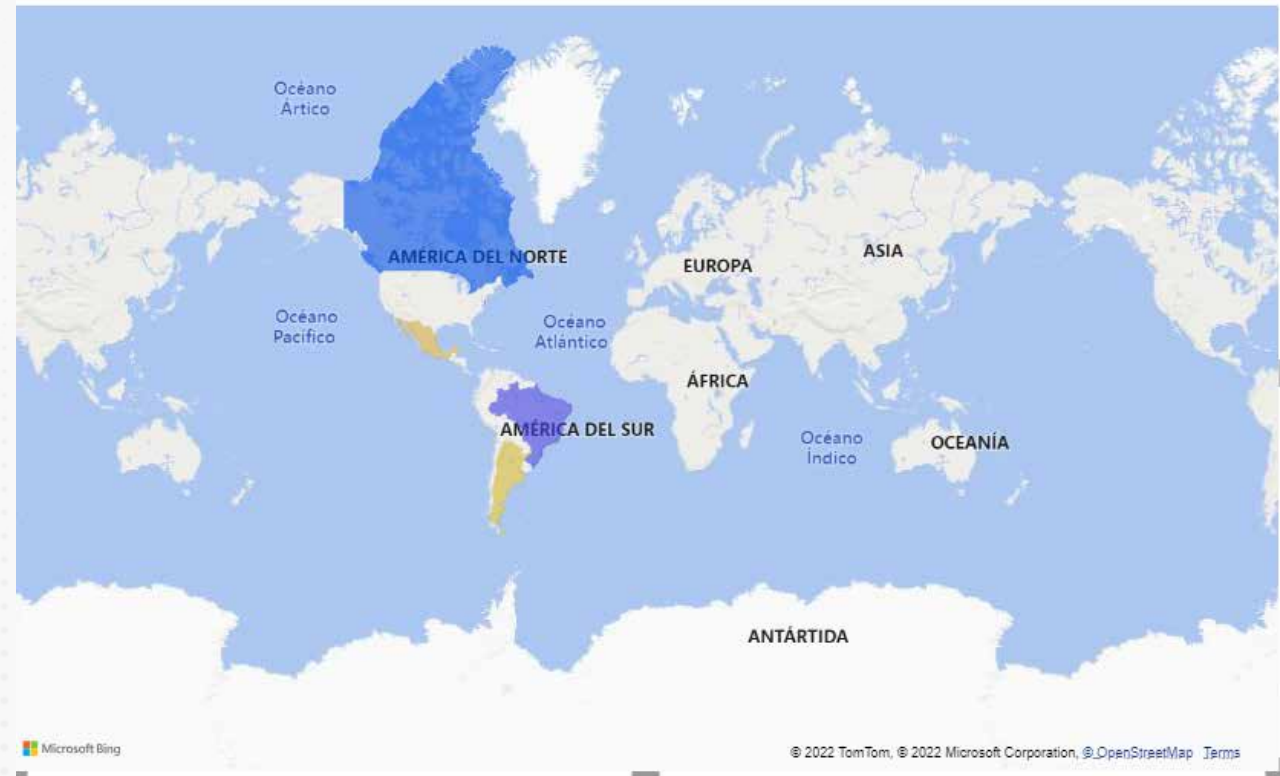 Océano
Ártico
AMÉRICA DEL NORTE
EUROPA
ASIA
Océano
Pacífico
Océano
Atlántico
ÁFRICA
AMÉRICA DEL SUR
Océano
Índico
OCEANÍA
ANTÁRTIDA
Microsoft Bing
© 2022 TomTom, © 2022 Microsoft Corporation, © OpenStreetMap Terms